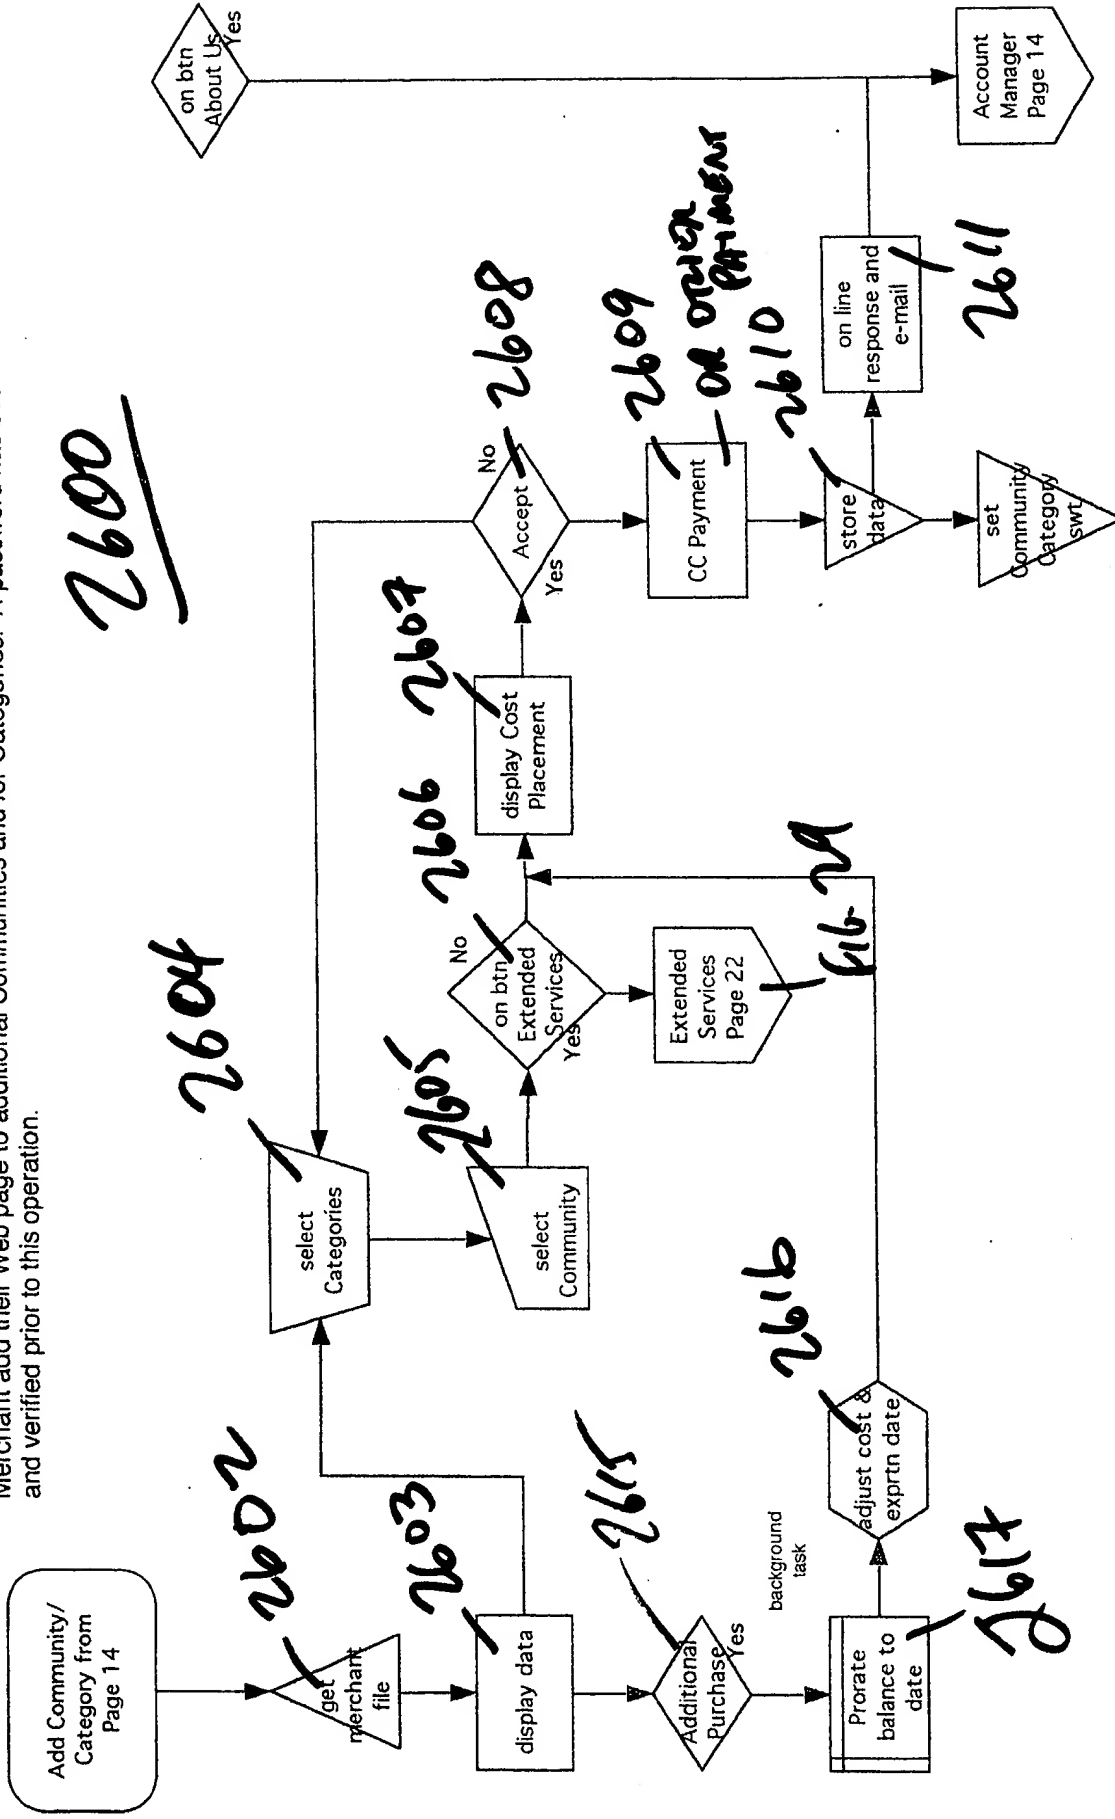 Merchant add their Web page to additional Communities and
and verified prior to this operation.
2600
Add Community/
Category from
Page 14
2602
get
merchant
file
2603
display data
2615
Additional
Purchase
Yes
background
task
Prorate
balance to
date
2617
2616
adjust cost &
exprtn date
2604
select
Categories
2605
select
Community
2606
on btn
Extended
Services
No
Yes
Extended
Services
Page 22
FIG 29
2607
display Cost
Placement
2608
Accept
No
Yes
2609
CC Payment
OR OTHER
PAYMENT
2610
store
data
set
Community
Category
swt
on line
response and
e-mail
2611
on btn
About Us
Yes
Account
Manager
Page 14